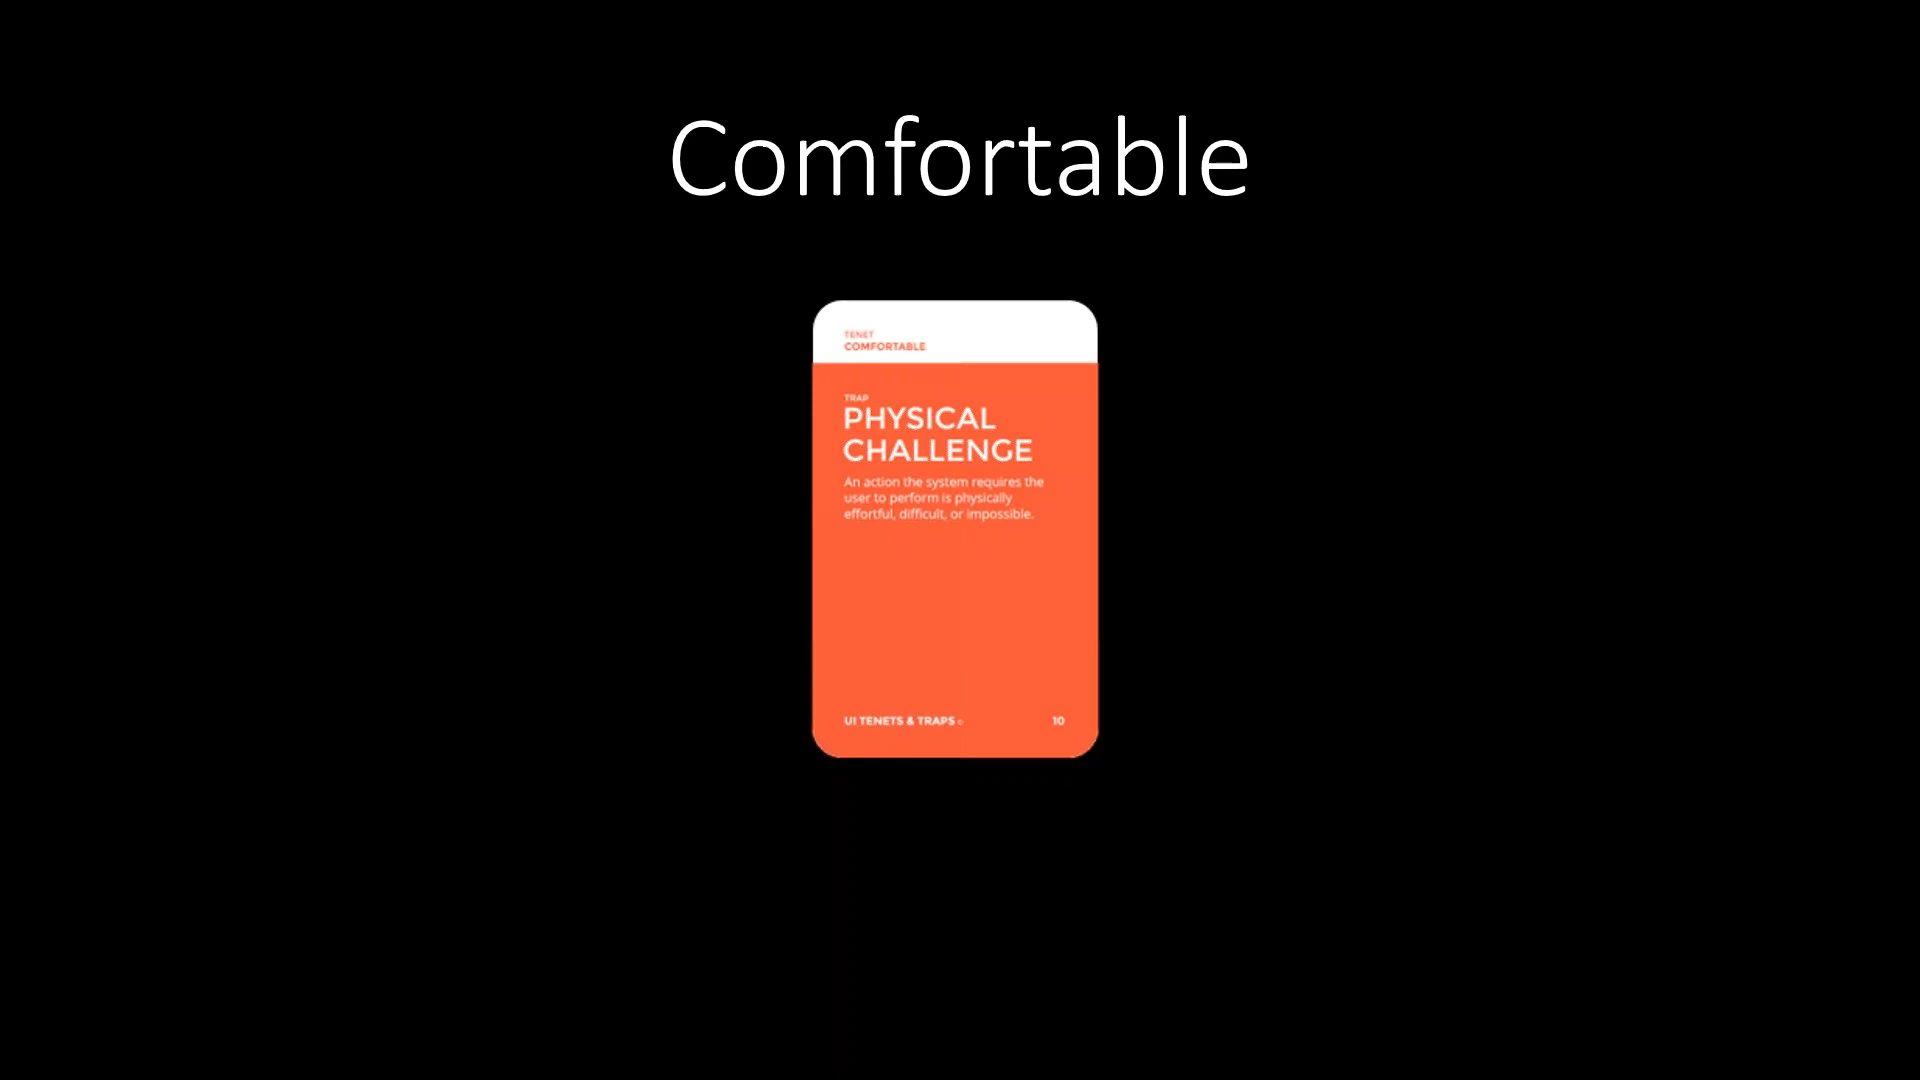 Comfortable
TENET
COMFORTABLE
TRAP
PHYSICAL
CHALLENGE
An action the system requires the
user to perform is physically
effortful, difficult, or impossible.
UI TENETS & TRAPS ©
10